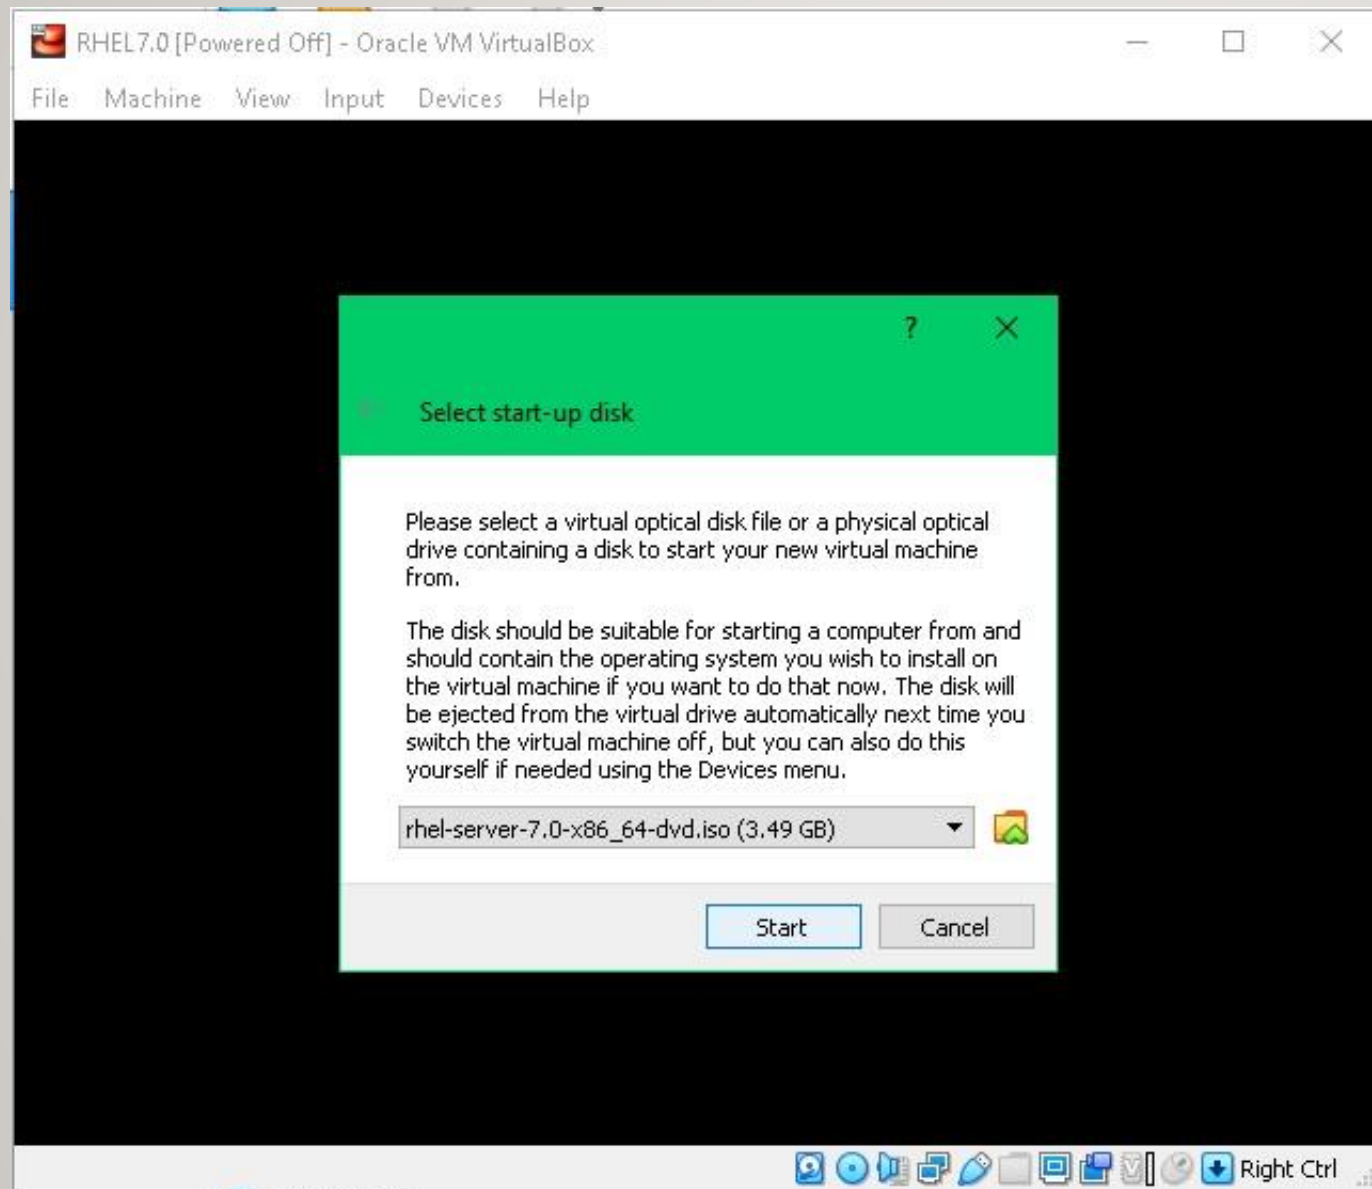 RHEL7.0 [Powered Off] - Oracle VM VirtualBox
File Machine View Input Devices Help
?
Select start-up disk
Please select a virtual optical disk file or a physical optical
drive containing a disk to start your new virtual machine
from.
The disk should be suitable for starting a computer from and
should contain the operating system you wish to install on
the virtual machine if you want to do that now. The disk will
be ejected from the virtual drive automatically next time you
switch the virtual machine off, but you can also do this
yourself if needed using the Devices menu.
rhel-server-7.0-x86_64-dvd.iso (3.49 GB)
Start Cancel
Right Ctrl